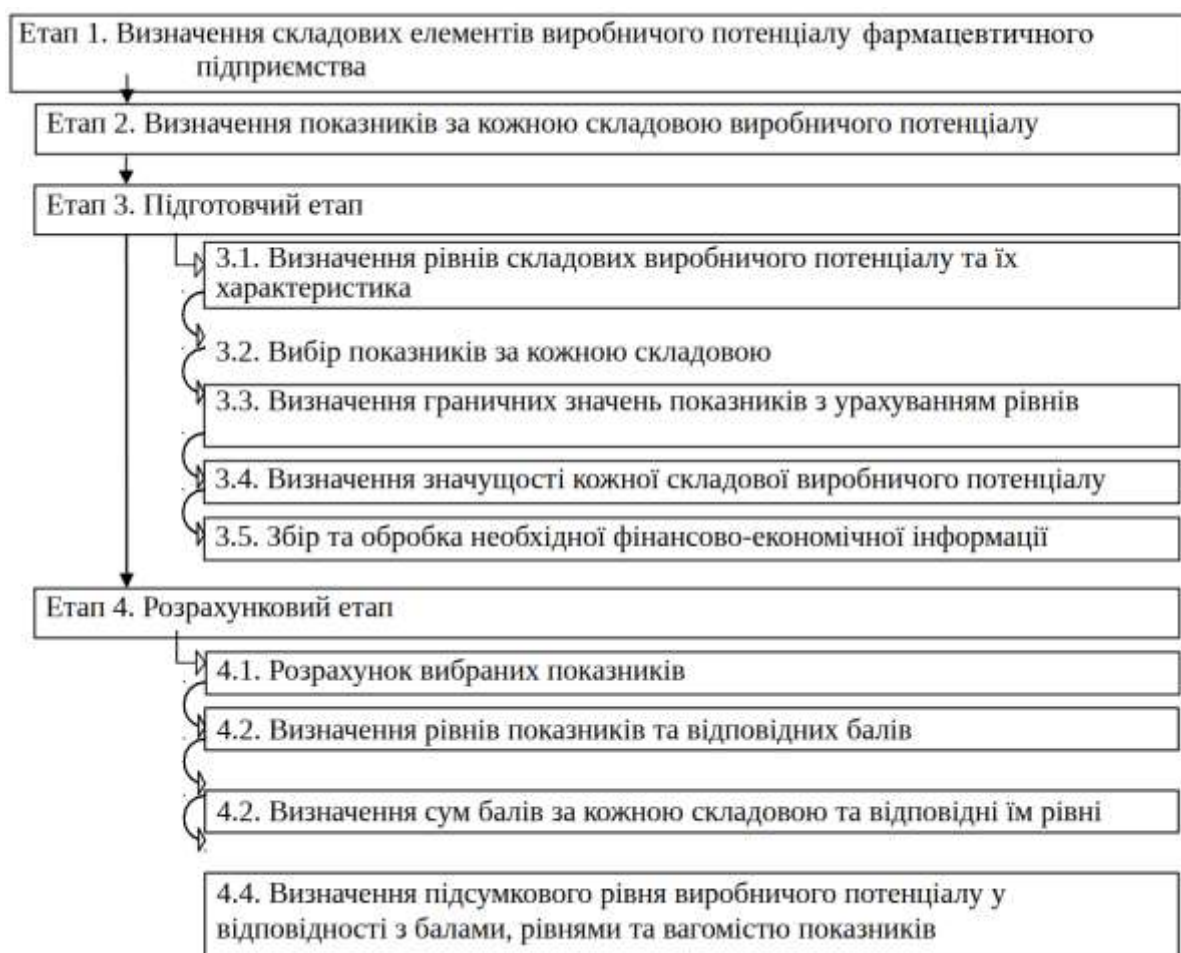 Етап 1. Визначення складових елементів виробничого потенціалу фармацевтичного
підприємства
Етап 2. Визначення показників за кожною складовою виробничого потенціалу
Етап 3. Підготовчий етап
3.1. Визначення рівнів складових виробничого потенціалу та їх
характеристика
3.2. Вибір показників за кожною складовою
3.3. Визначення граничних значень показників з урахуванням рівнів
3.4. Визначення значущості кожної складової виробничого потенціалу
3.5. Збір та обробка необхідної фінансово-економічної інформації
Етап 4. Розрахунковий етап
4.1. Розрахунок вибраних показників
4.2. Визначення рівнів показників та відповідних балів
4.2. Визначення сум балів за кожною складовою та відповідні їм рівні
4.4. Визначення підсумкового рівня виробничого потенціалу у
відповідності з балами, рівнями та вагомістю показників